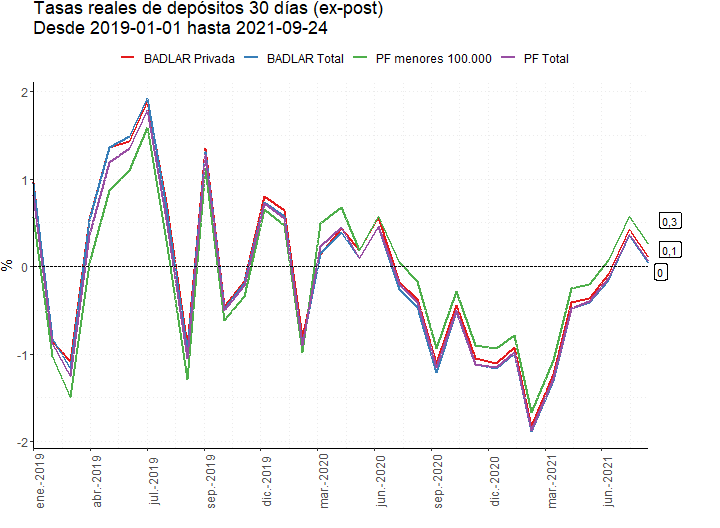 Tasas reales de depósitos 30 días (ex-post)
Desde 2019-01-01 hasta 2021-09-24
BADLAR Privada BADLAR Total PF menores 100.000 PF Total
2
1
0
-1
-2
%
0,3
0,1
0
ene.-2019 abr.-2019 jul.-2019 sep.-2019 dic.-2019 mar.-2020 jun.-2020 sep.-2020 dic.-2020 mar.-2021 jun.-2021